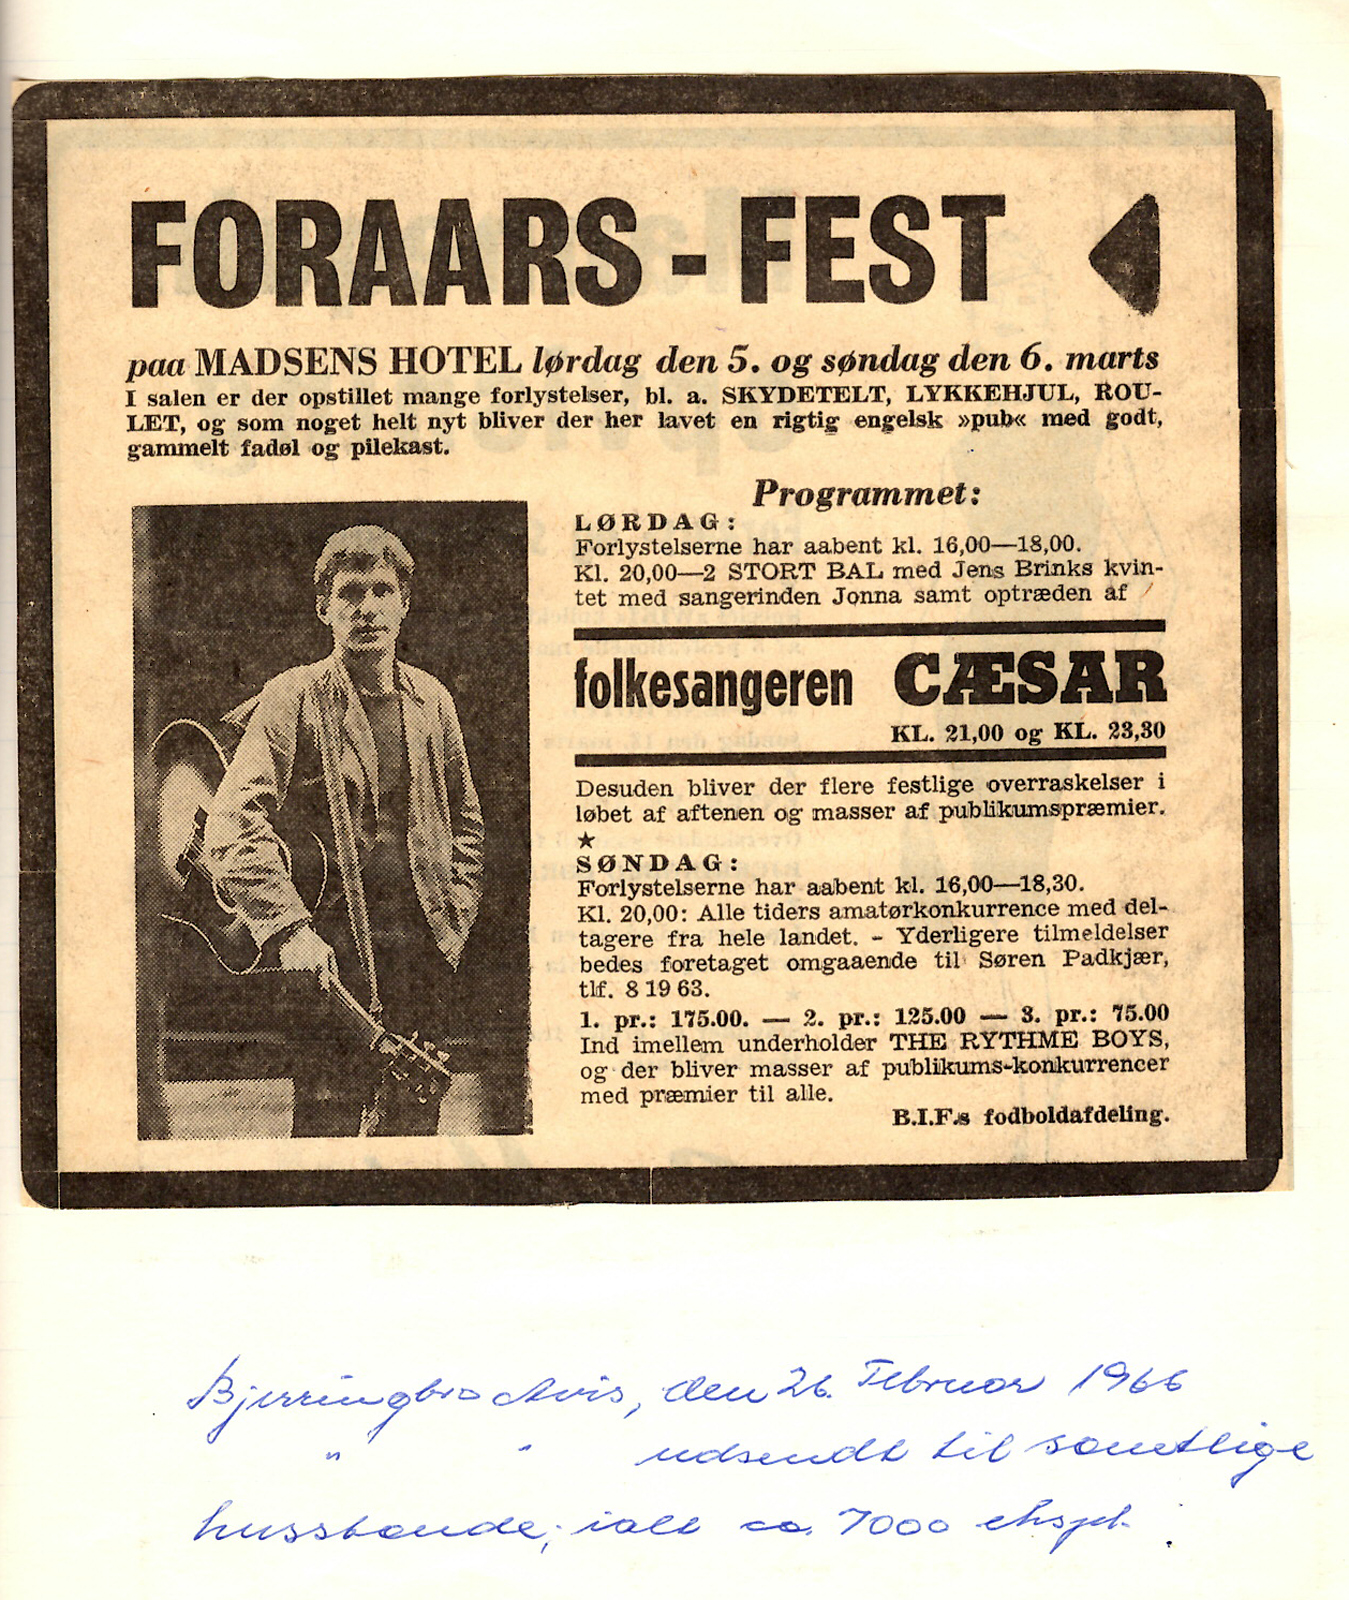 FORAARS - FEST
paa MADSENS HOTEL lørdag den 5. og søndag den 6. marts
I salen er der opstillet mange forlystelser, bl. a. SKYDETELT, LYKKEHJUL, ROU-
LET, og som noget helt nyt bliver der her lavet en rigtig engelsk »pub« med godt,
gammelt fadøl og pilekast.
Programmet:
LØRDAG:
Forlystelserne har aabent kl. 16,00—18,00.
Kl. 20,00—2 STORT BAL med Jens Brinks kvin-
tet med sangerinden Jonna samt optræden af
folkesangeren CÆSAR
KL. 21,00 og KL. 23,30
Desuden bliver der flere festlige overraskelser i
løbet af aftenen og masser af publikumspræmier.
★
SØNDAG:
Forlystelserne har aabent kl. 16,00—18,30.
Kl. 20,00: Alle tiders amatørkonkurrence med del-
tagere fra hele landet. - Yderligere tilmeldelser
bedes foretaget omgaaende til Søren Padkjær,
tlf. 8 19 63.
1. pr.: 175.00. — 2. pr.: 125.00 — 3. pr.: 75.00
Ind imellem underholder THE RYTHME BOYS,
og der bliver masser af publikums-konkurrencer
med præmier til alle.
B.I.F.s fodboldafdeling.
Bjerringbro Avis, den 26. Februar 1966
" " udsendt til samtlige
husstande, ialt ca. 7000 ekspl.